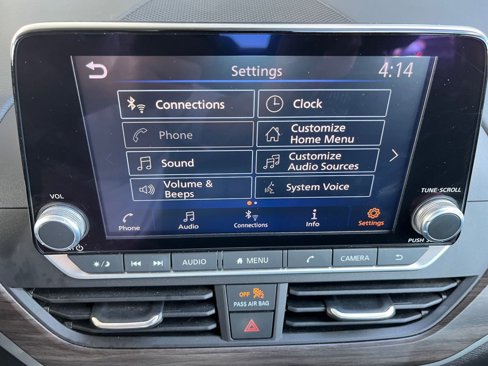 Settings
4:14
Connections
Clock
Phone
Customize
Home Menu
Sound
Customize
Audio Sources
Volume &
Beeps
System Voice
VOL
TUNE·SCROLL
Phone
Audio
Connections
Info
Settings
PUSH
AUDIO
MENU
CAMERA
OFF
PASS AIR BAG